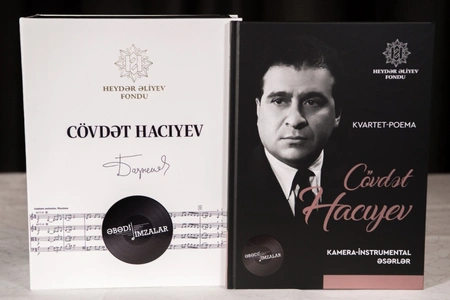 HEYDƏR ƏLİYEV
FONDU
CÖVDƏT HACIYEV
ƏBƏDİ
İMZALAR
HEYDƏR ƏLİYEV
FONDU
KVARTET-POEMA
Cövdət
Hacıyev
ƏBƏDİ
İMZALAR
KAMERA-İNSTRUMENTAL
ƏSƏRLƏR